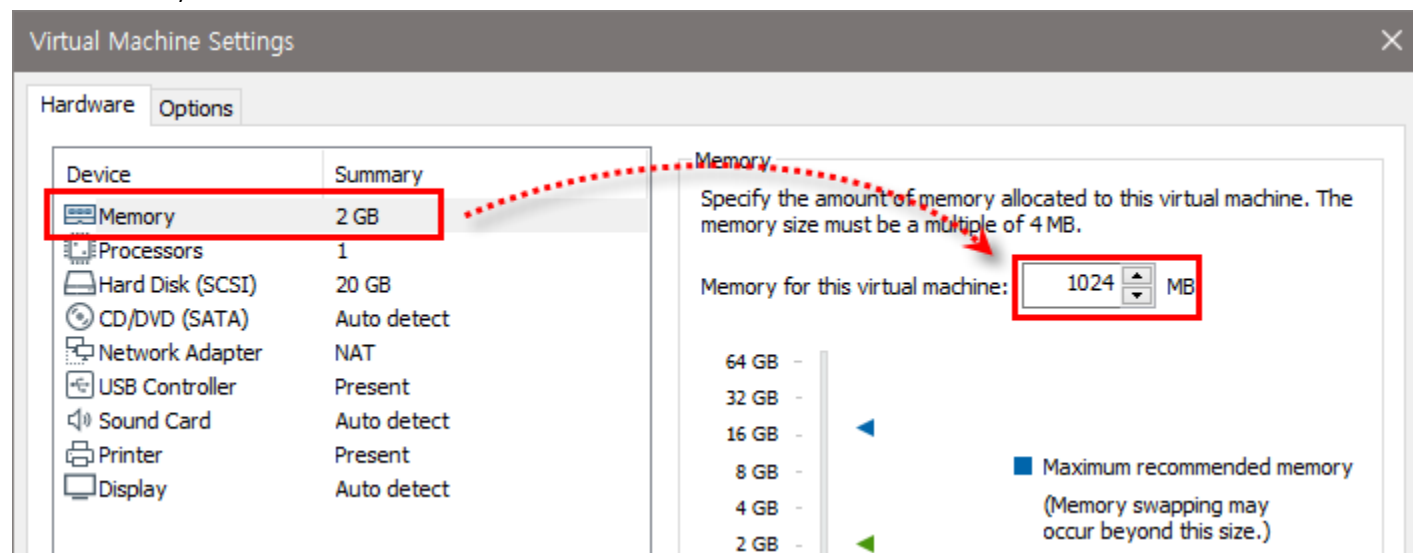 Virtual Machine Settings
Hardware Options
Device Summary
Memory 2 GB
Processors 1
Hard Disk (SCSI) 20 GB
CD/DVD (SATA) Auto detect
Network Adapter NAT
USB Controller Present
Sound Card Auto detect
Printer Present
Display Auto detect
Memory
Specify the amount of memory allocated to this virtual machine. The
memory size must be a multiple of 4 MB.
Memory for this virtual machine: 1024 MB
64 GB
32 GB
16 GB
8 GB
4 GB
2 GB
Maximum recommended memory
(Memory swapping may
occur beyond this size.)